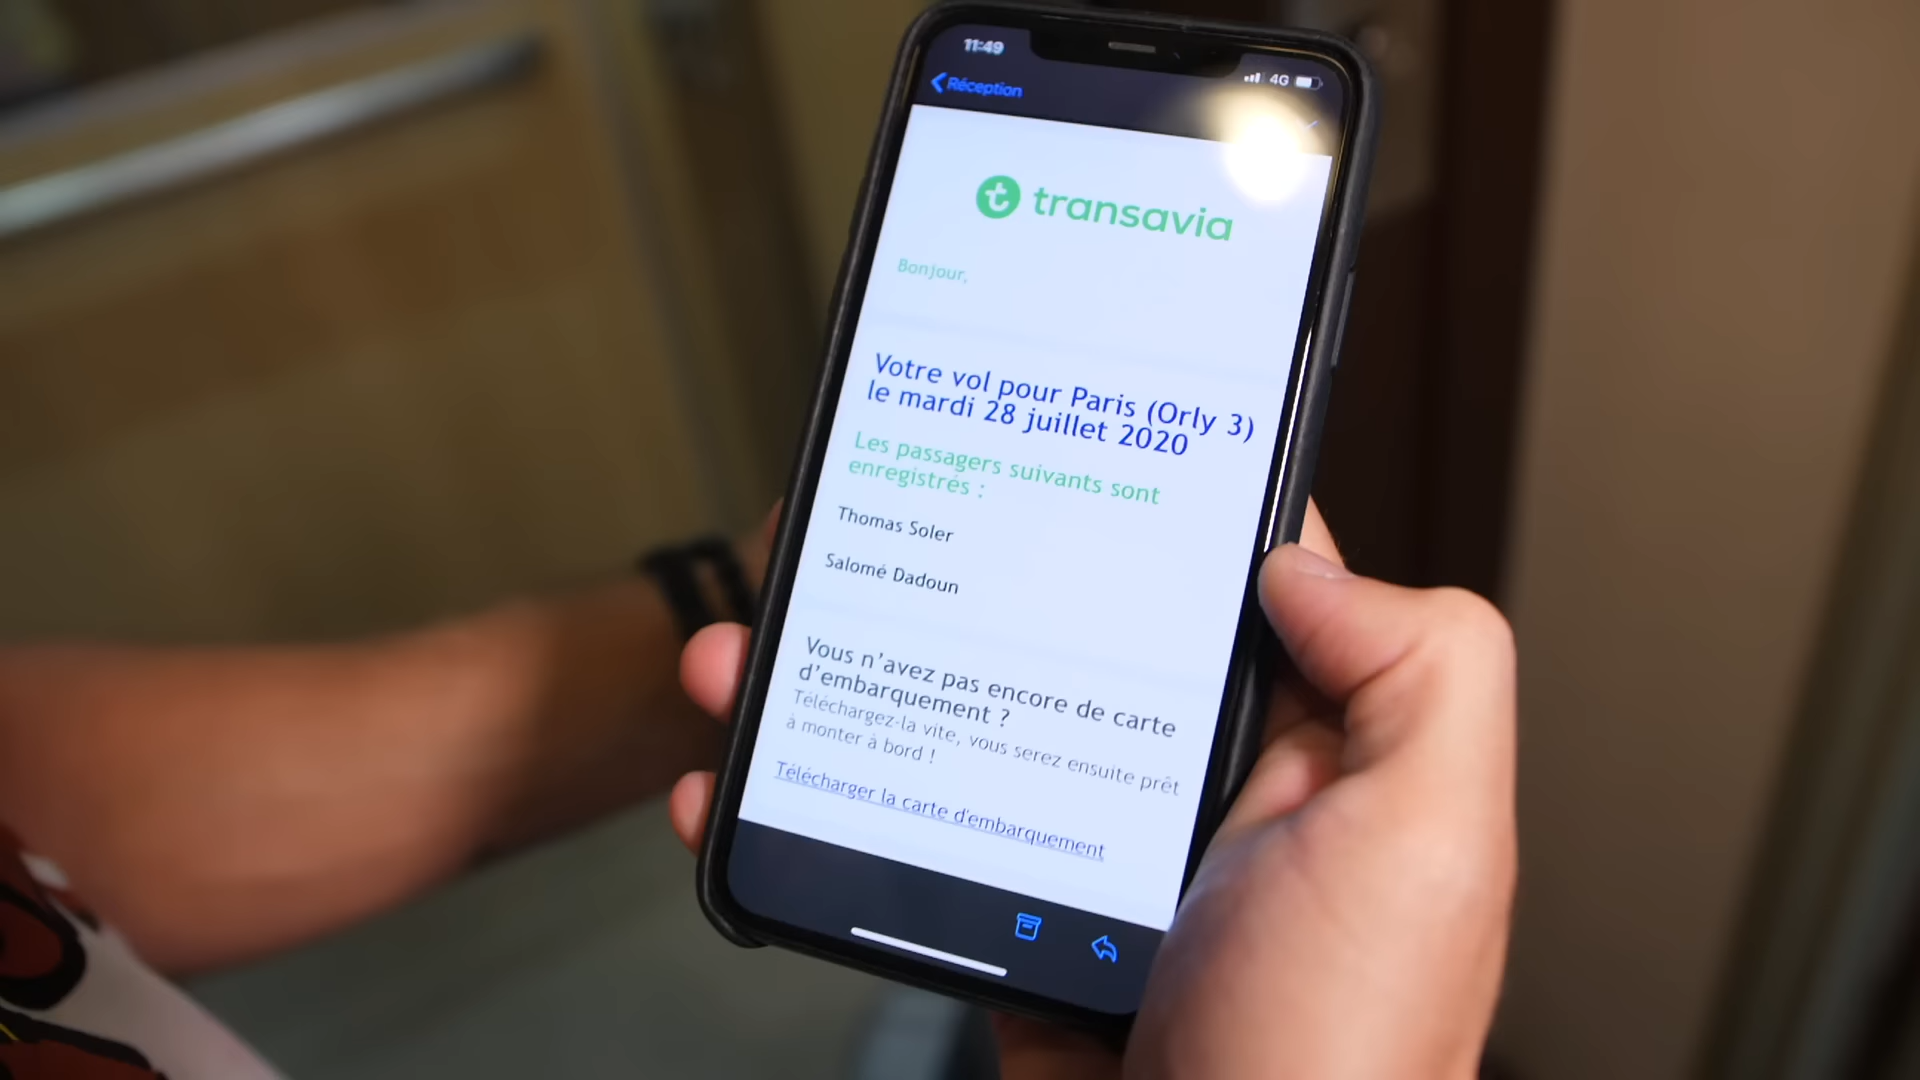 11:49
4G
Réception
transavia
Bonjour,
Votre vol pour Paris (Orly 3)
le mardi 28 juillet 2020
Les passagers suivants sont
enregistrés :
Thomas Soler
Salomé Dadoun
Vous n'avez pas encore de carte
d'embarquement ?
Téléchargez-la vite, vous serez ensuite prêt
à monter à bord !
Télécharger la carte d'embarquement